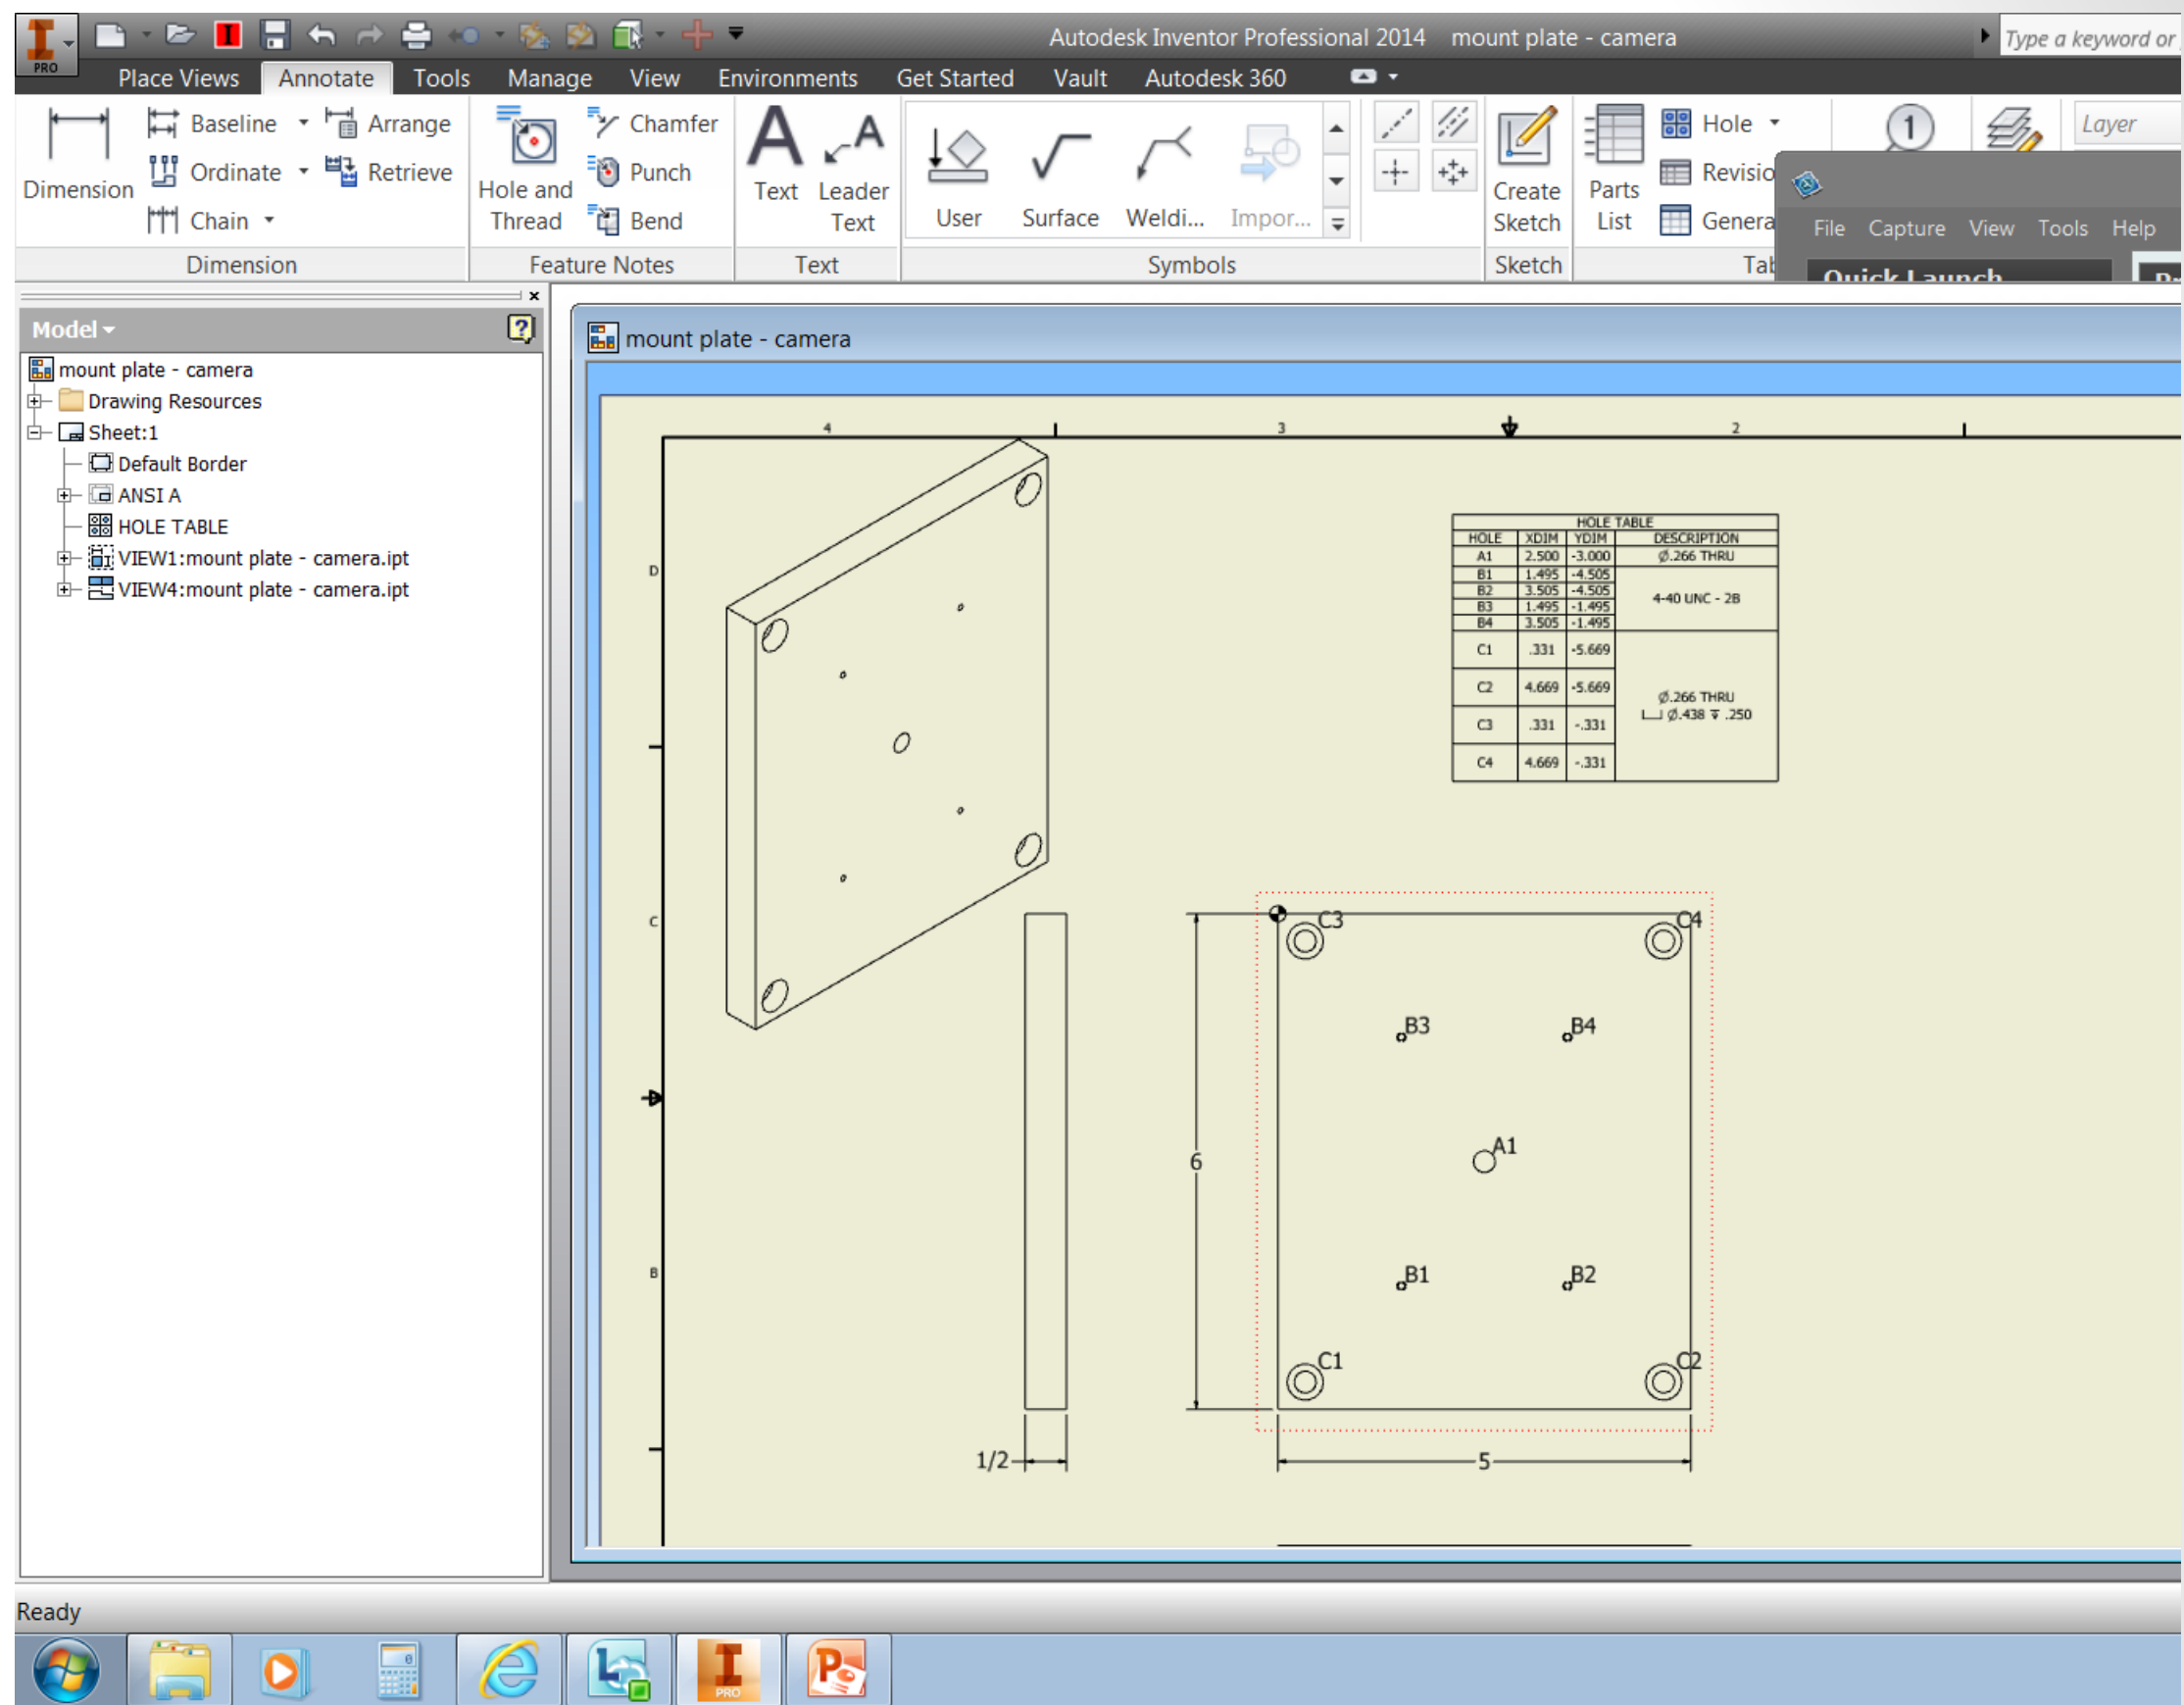 Autodesk Inventor Professional 2014 mount plate - camera
Type a keyword or
PRO
Place Views Annotate Tools Manage View Environments Get Started Vault Autodesk 360
Dimension
Baseline
Arrange
Ordinate
Retrieve
Chain
Hole and
Thread
Chamfer
Punch
Bend
A A
Text Leader
Text
User Surface Weldi... Impor...
Create
Sketch
Parts
List
Hole
Revisio
Genera
1
Layer
File Capture View Tools Help
Quick Launch
Dimension Feature Notes Text Symbols Sketch Tab
Model
mount plate - camera
Drawing Resources
Sheet:1
Default Border
ANSI A
HOLE TABLE
VIEW1:mount plate - camera.ipt
VIEW4:mount plate - camera.ipt
mount plate - camera
4 3 2
D
C
B
HOLE TABLE
HOLE XDIM YDIM DESCRIPTION
A1 2.500 -3.000 Ø.266 THRU
B1 1.495 -4.505
B2 3.505 -4.505
4-40 UNC - 2B
B3 1.495 -1.495
B4 3.505 -1.495
C1 .331 -5.669
C2 4.669 -5.669
Ø.266 THRU
⌴ Ø.438 ↧ .250
C3 .331 -.331
C4 4.669 -.331
C3 C4
B3 B4
6
A1
B1 B2
C1 C2
1/2
5
Ready
PRO